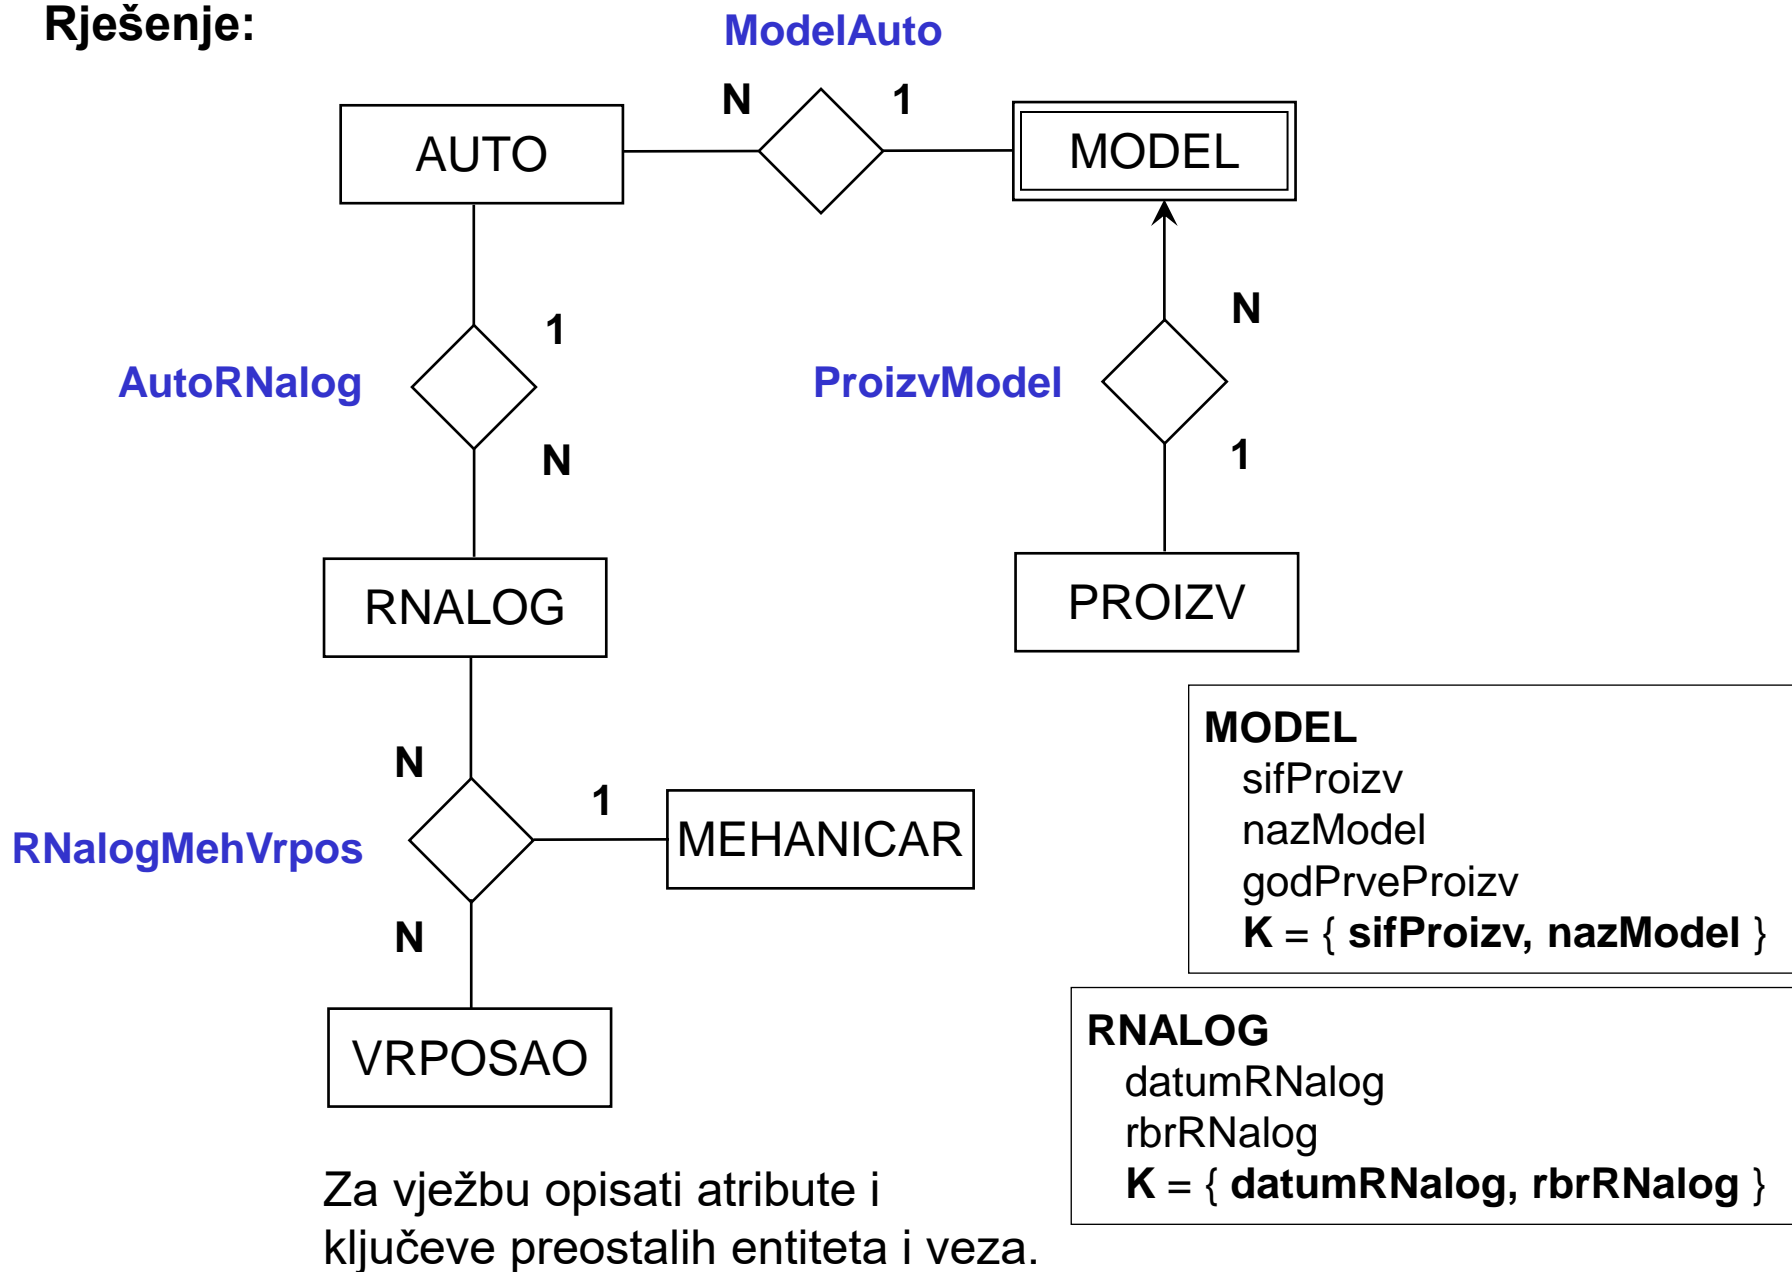 Rješenje:
ModelAuto
N
1
AUTO
MODEL
1
N
AutoRNalog
ProizvModel
N
1
RNALOG
PROIZV
MODEL
sifProizv
nazModel
godPrveProizv
K = { sifProizv, nazModel }
N
1
RNalogMehVrpos
MEHANICAR
N
VRPOSAO
RNALOG
datumRNalog
rbrRNalog
K = { datumRNalog, rbrRNalog }
Za vježbu opisati atribute i
ključeve preostalih entiteta i veza.